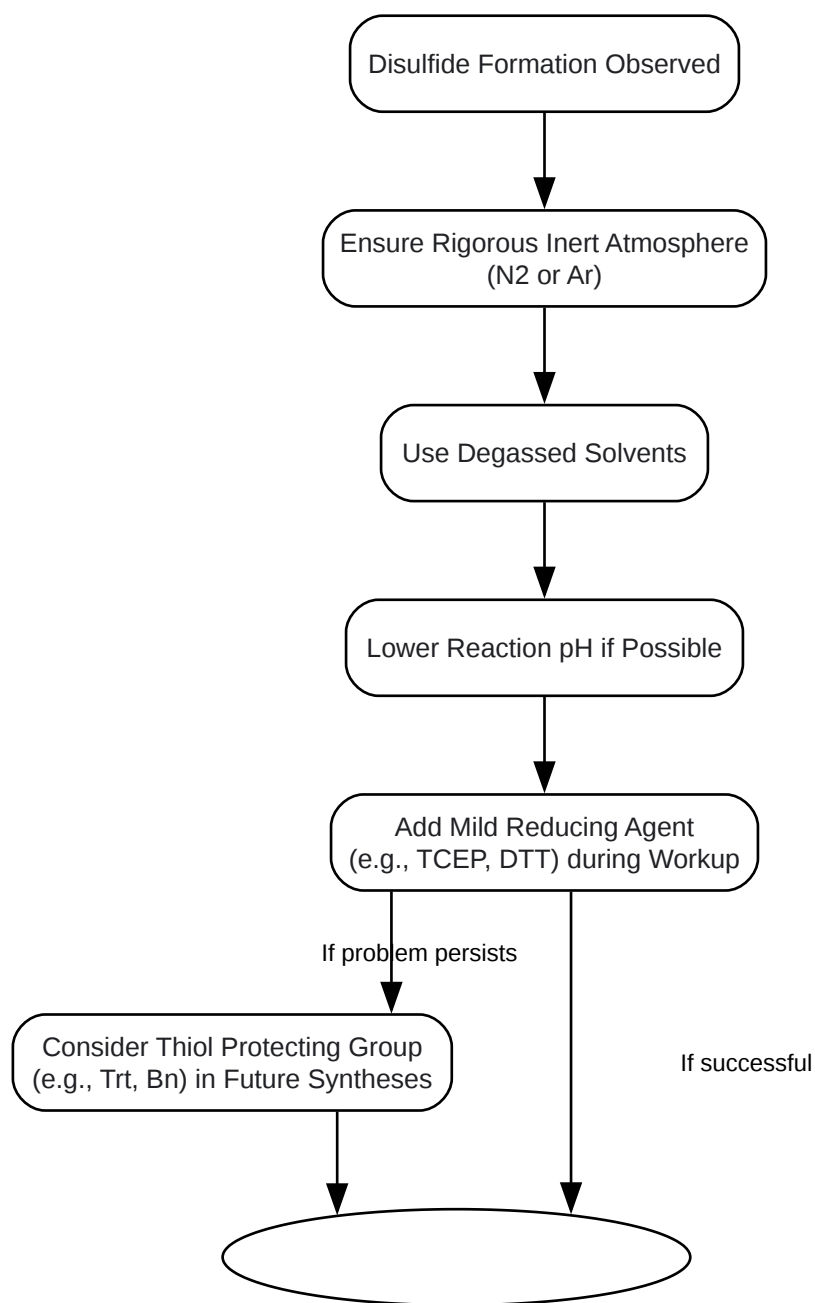 Disulfide Formation Observed
Ensure Rigorous Inert Atmosphere
(N2 or Ar)
Use Degassed Solvents
Lower Reaction pH if Possible
Add Mild Reducing Agent
(e.g., TCEP, DTT) during Workup
If problem persists
Consider Thiol Protecting Group
(e.g., Trt, Bn) in Future Syntheses
If successful